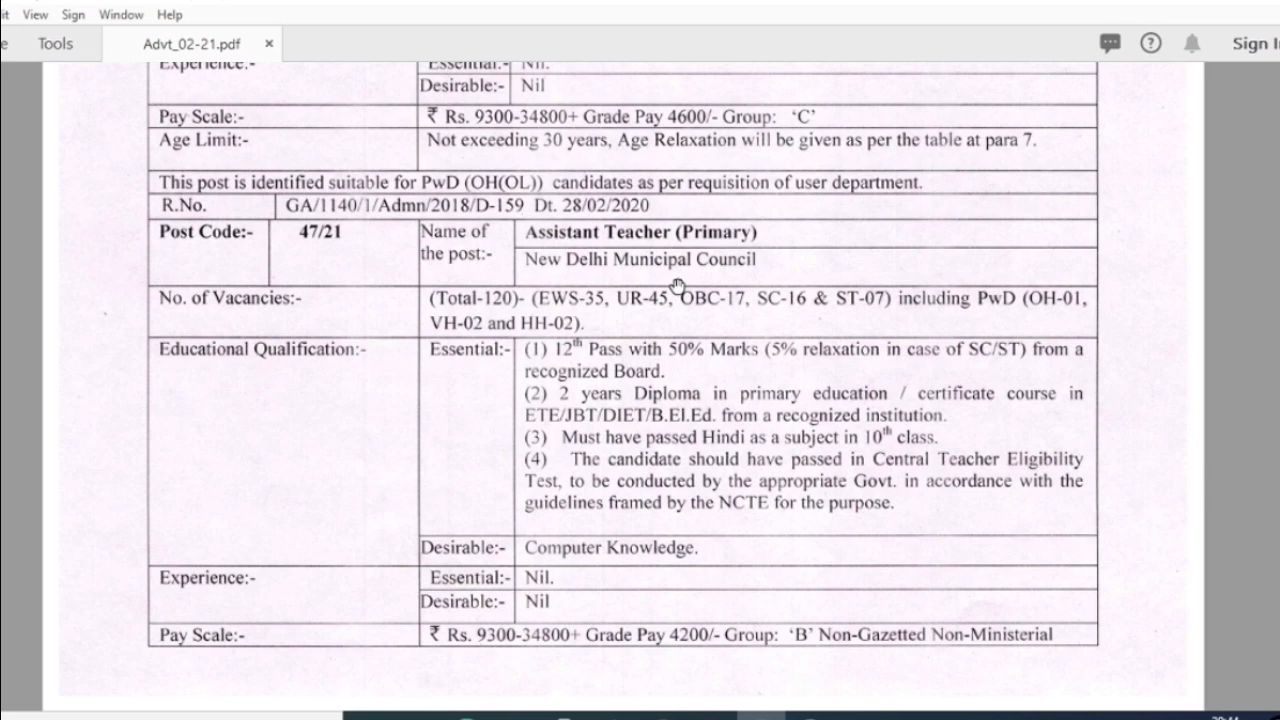 it View Sign Window Help
e Tools Advt_02-21.pdf × Sign I
Experience:- Essential:- Nil.
Desirable:- Nil
Pay Scale:- ₹ Rs. 9300-34800+ Grade Pay 4600/- Group: ‘C’
Age Limit:- Not exceeding 30 years, Age Relaxation will be given as per the table at para 7.
This post is identified suitable for PwD (OH(OL)) candidates as per requisition of user department.
R.No. GA/1140/1/Admn/2018/D-159 Dt. 28/02/2020
Post Code:- 47/21 Name of the post:- Assistant Teacher (Primary)
New Delhi Municipal Council
No. of Vacancies:- (Total-120)- (EWS-35, UR-45, OBC-17, SC-16 & ST-07) including PwD (OH-01,
VH-02 and HH-02).
Educational Qualification:- Essential:- (1) 12th Pass with 50% Marks (5% relaxation in case of SC/ST) from a
recognized Board.
(2) 2 years Diploma in primary education / certificate course in
ETE/JBT/DIET/B.El.Ed. from a recognized institution.
(3) Must have passed Hindi as a subject in 10th class.
(4) The candidate should have passed in Central Teacher Eligibility
Test, to be conducted by the appropriate Govt. in accordance with the
guidelines framed by the NCTE for the purpose.
Desirable:- Computer Knowledge.
Experience:- Essential:- Nil.
Desirable:- Nil
Pay Scale:- ₹ Rs. 9300-34800+ Grade Pay 4200/- Group: ‘B’ Non-Gazetted Non-Ministerial